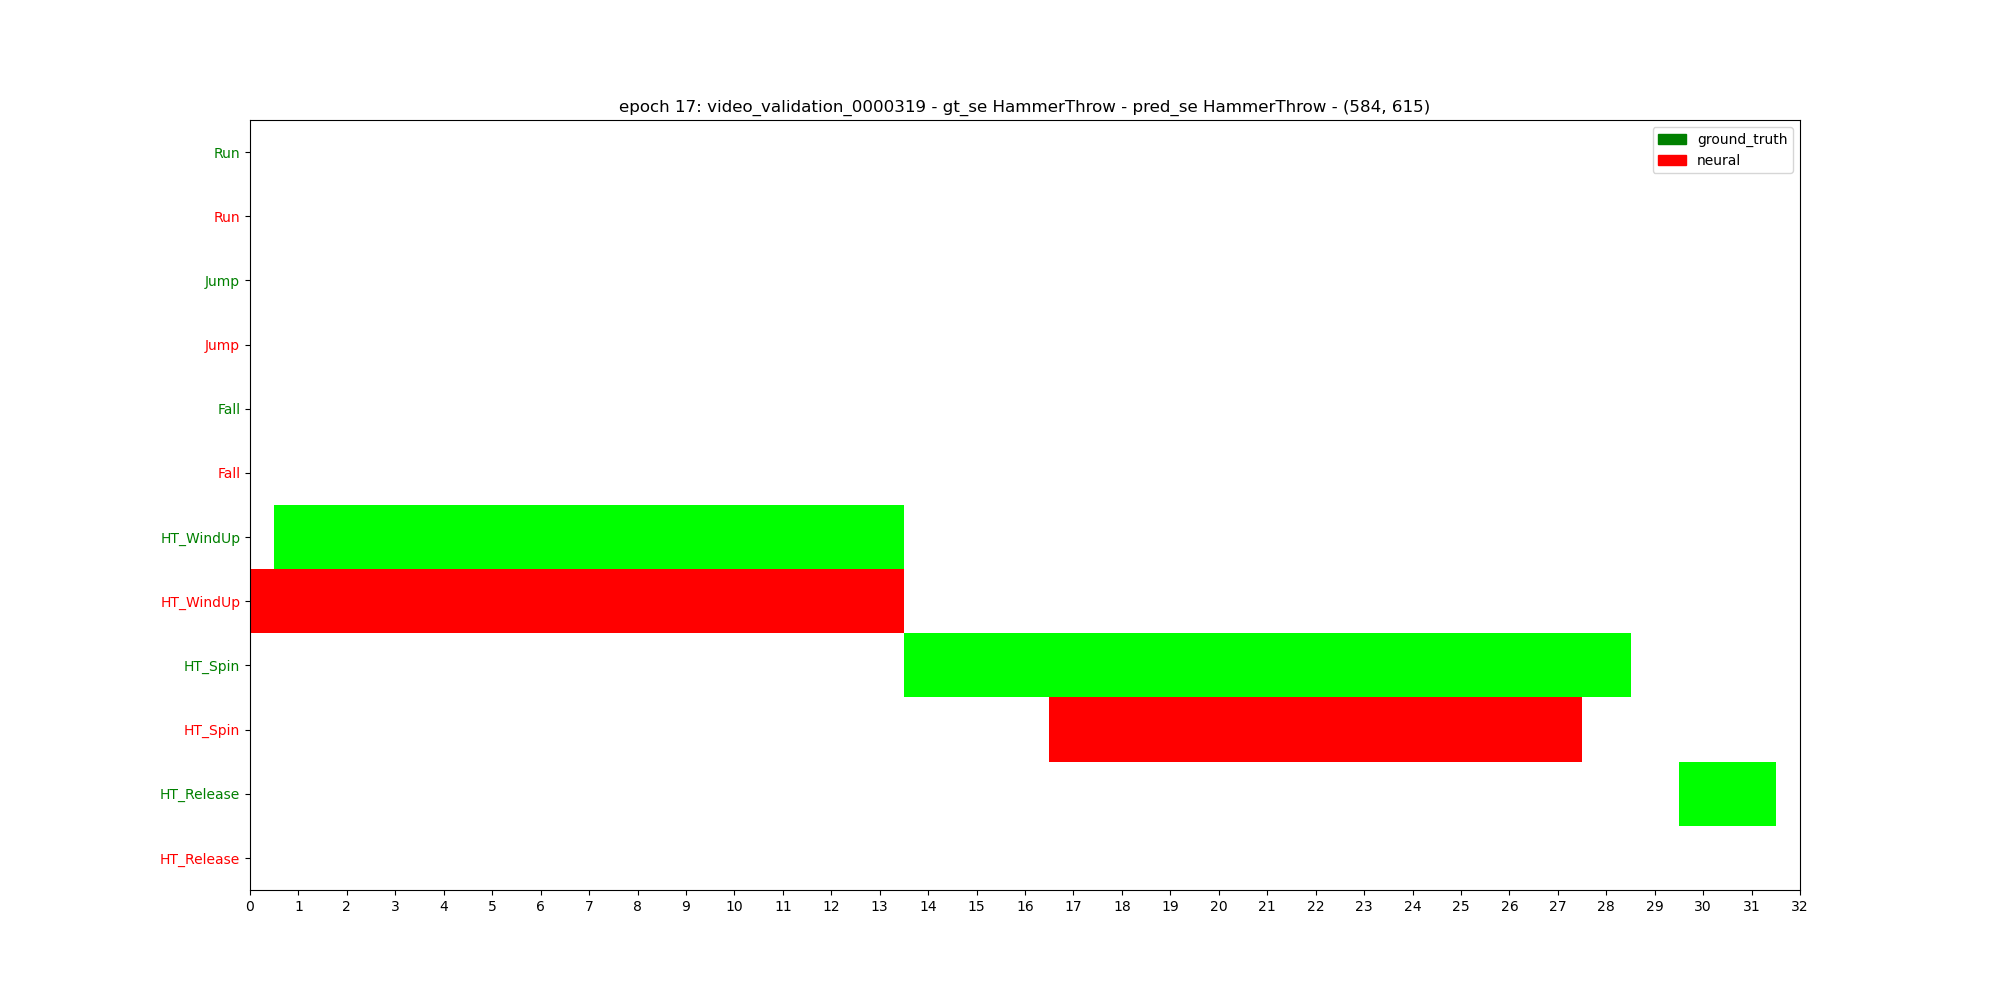 epoch 17: video_validation_0000319 - gt_se HammerThrow - pred_se HammerThrow - (584, 615)
ground_truth
neural
Run
Run
Jump
Jump
Fall
Fall
HT_WindUp
HT_WindUp
HT_Spin
HT_Spin
HT_Release
HT_Release
0 1 2 3 4 5 6 7 8 9 10 11 12 13 14 15 16 17 18 19 20 21 22 23 24 25 26 27 28 29 30 31 32